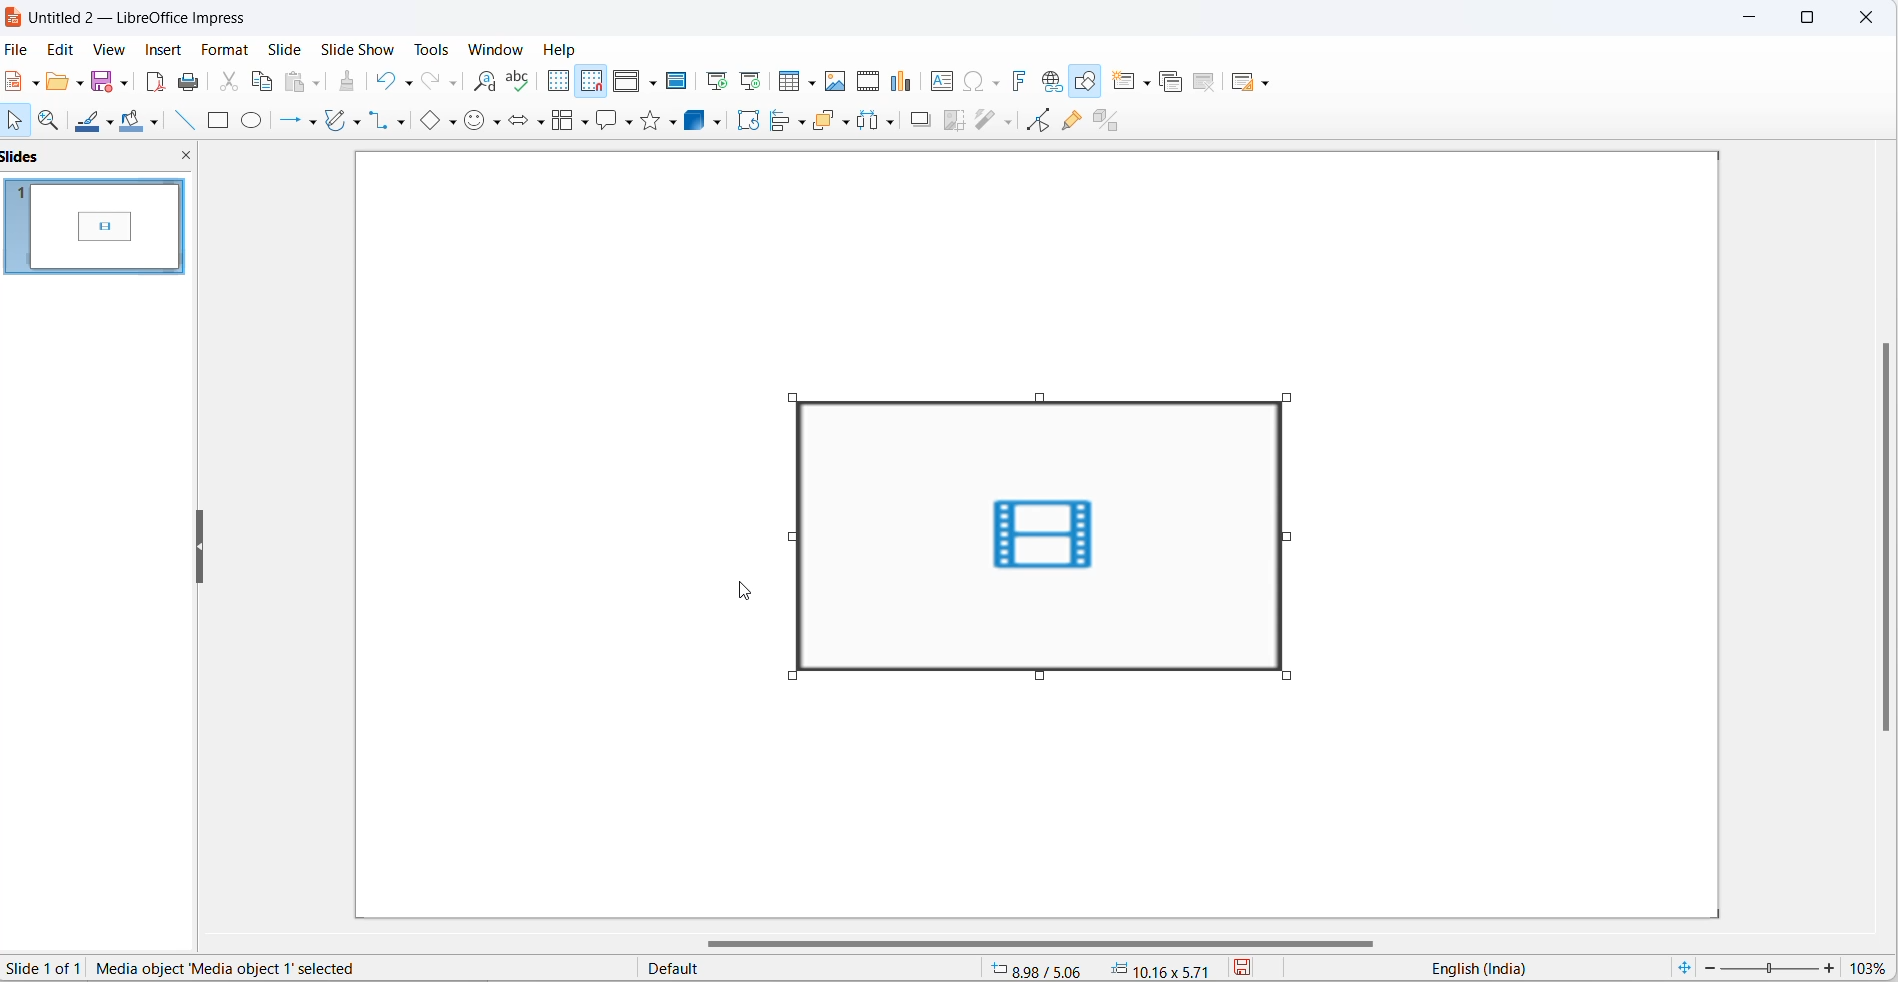 Untitled 2 — LibreOffice Impress
File Edit View Insert Format Slide Slide Show Tools Window Help
abc A F
Slides
1
Slide 1 of 1 Media object 'Media object 1' selected Default 8.98 / 5.06 10.16 x 5.71 English (India) 103%